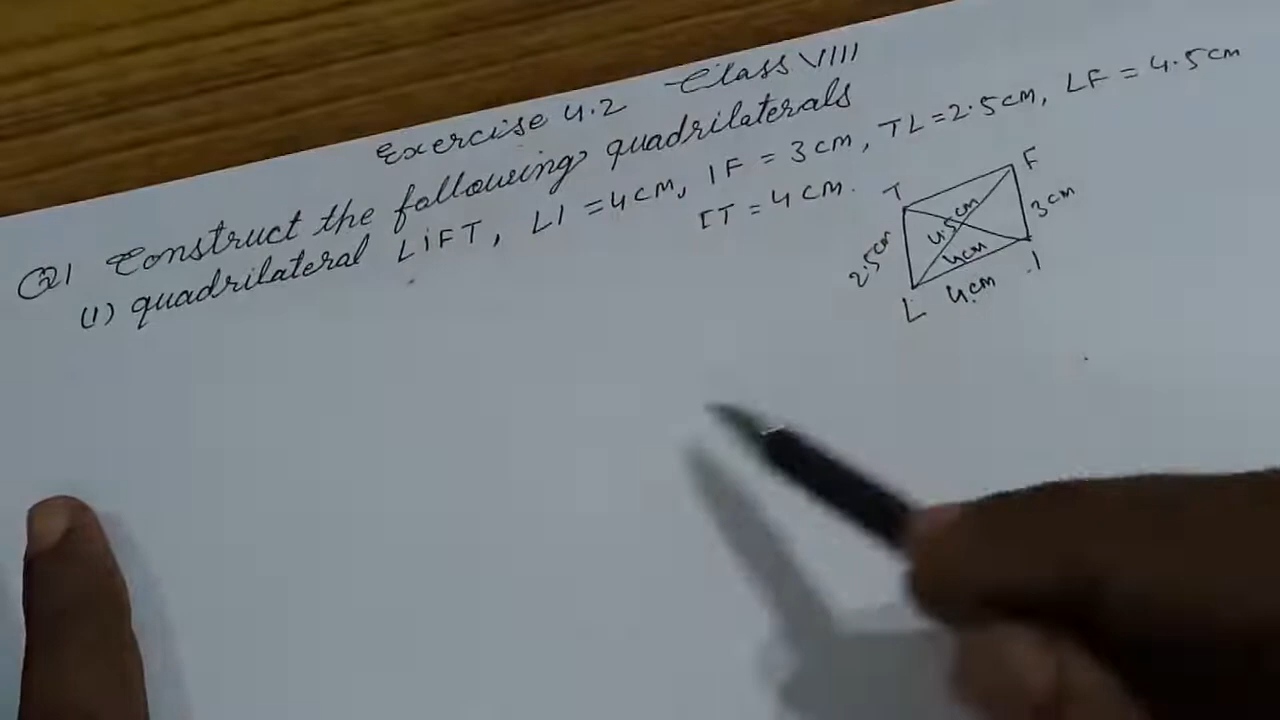 Exercise 4.2 Class VIII
Q1 Construct the following quadrilaterals
(1) quadrilateral LIFT, LI = 4cm, IF = 3cm, TL = 2.5cm, LF = 4.5cm
IT = 4cm.
T F
2.5cm 4.5cm 3cm
4cm
L 4cm I